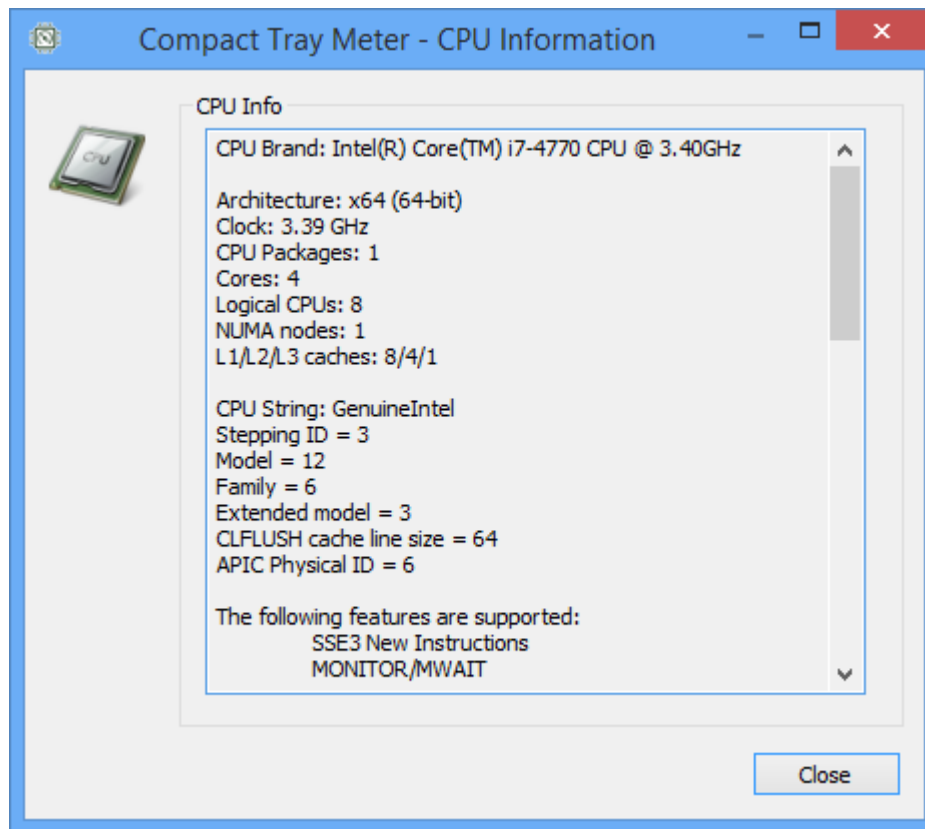 Compact Tray Meter - CPU Information
CPU Info
CPU
CPU Brand: Intel(R) Core(TM) i7-4770 CPU @ 3.40GHz
Architecture: x64 (64-bit)
Clock: 3.39 GHz
CPU Packages: 1
Cores: 4
Logical CPUs: 8
NUMA nodes: 1
L1/L2/L3 caches: 8/4/1
CPU String: GenuineIntel
Stepping ID = 3
Model = 12
Family = 6
Extended model = 3
CLFLUSH cache line size = 64
APIC Physical ID = 6
The following features are supported:
SSE3 New Instructions
MONITOR/MWAIT
Close